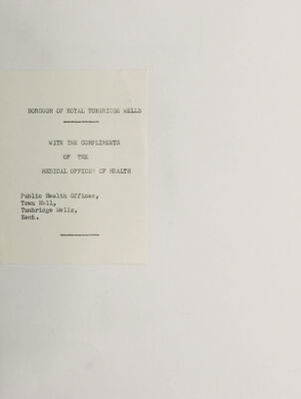 BOROUGH OF ROYAL TUNBRIDGE WELLS
WITH THE COMPLIMENTS
OF THE
MEDICAL OFFICER OF HEALTH
Public Health Offices,
Town Hall,
Tunbridge Wells,
Kent.